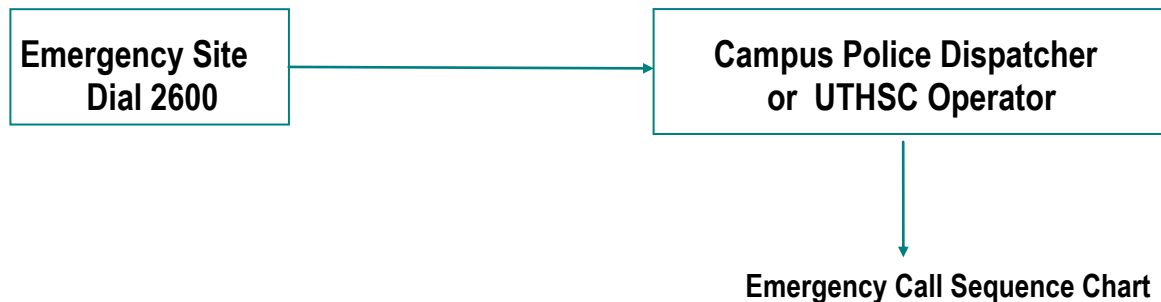 Emergency Site
Dial 2600
Campus Police Dispatcher
or UTHSC Operator
Emergency Call Sequence Chart